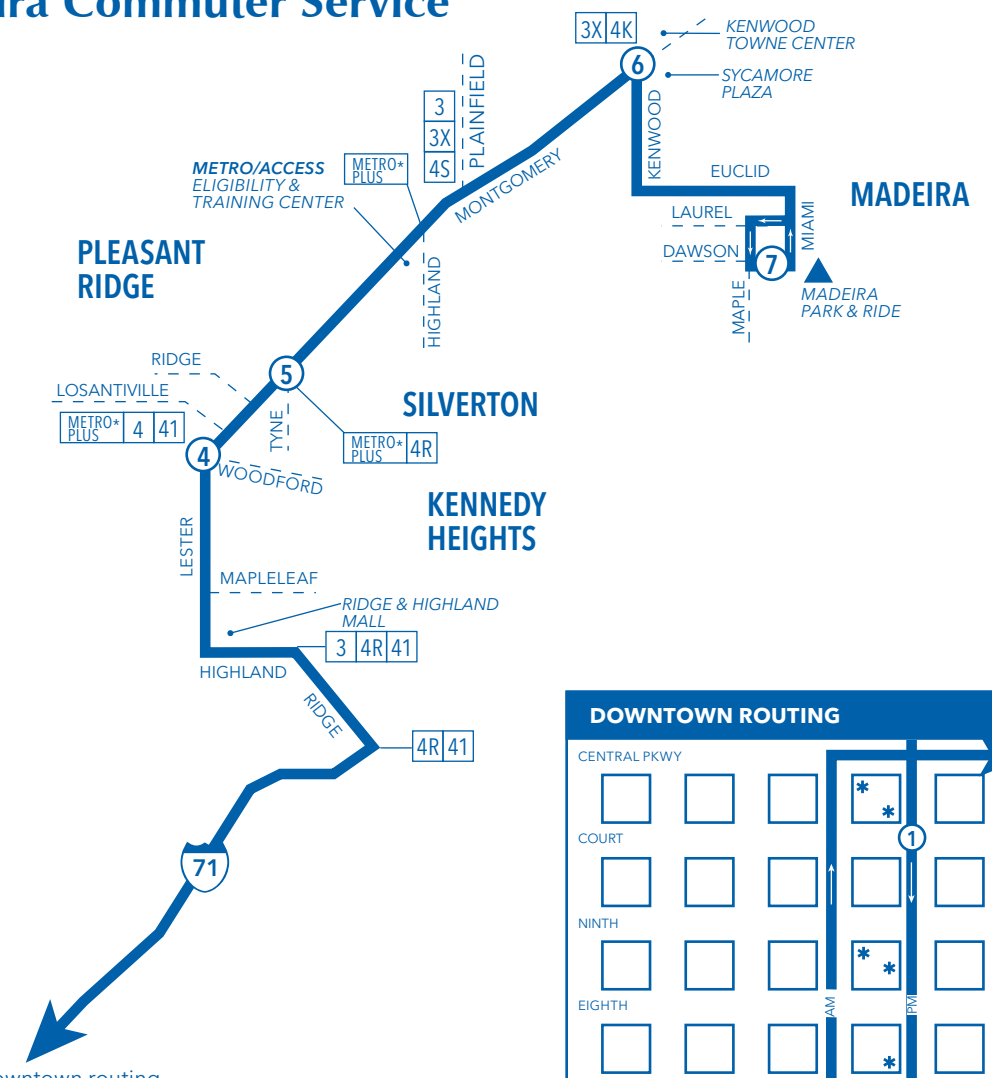 ira Commuter Service
3X 4K
KENWOOD
TOWNE CENTER
6
SYCAMORE
PLAZA
PLAINFIELD
3
3X
4S
KENWOOD
METRO*
PLUS
METRO/ACCESS
ELIGIBILITY &
TRAINING CENTER
MONTGOMERY
EUCLID
MADEIRA
LAUREL
MIAMI
DAWSON
7
PLEASANT
RIDGE
HIGHLAND
MAPLE
MADEIRA
PARK & RIDE
RIDGE
5
LOSANTIVILLE
SILVERTON
METRO*
PLUS
4 41
TYNE
METRO*
PLUS
4R
4
WOODFORD
KENNEDY
HEIGHTS
LESTER
MAPLELEAF
RIDGE & HIGHLAND
MALL
3 4R 41
HIGHLAND
RIDGE
4R 41
71
DOWNTOWN ROUTING
CENTRAL PKWY
* *
COURT
1
NINTH
* *
EIGHTH
AM
PM
*
owntown routing